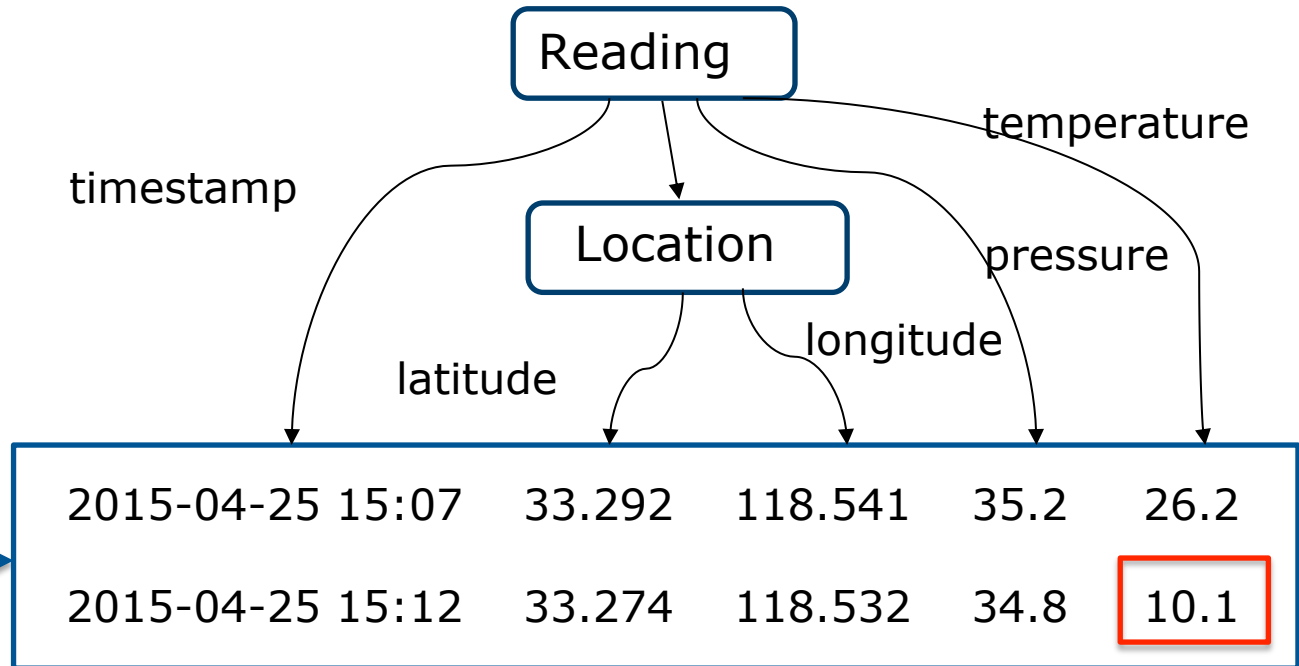 Reading
temperature
timestamp
Location
pressure
longitude
latitude
2015-04-25 15:07 33.292 118.541 35.2 26.2
2015-04-25 15:12 33.274 118.532 34.8 10.1